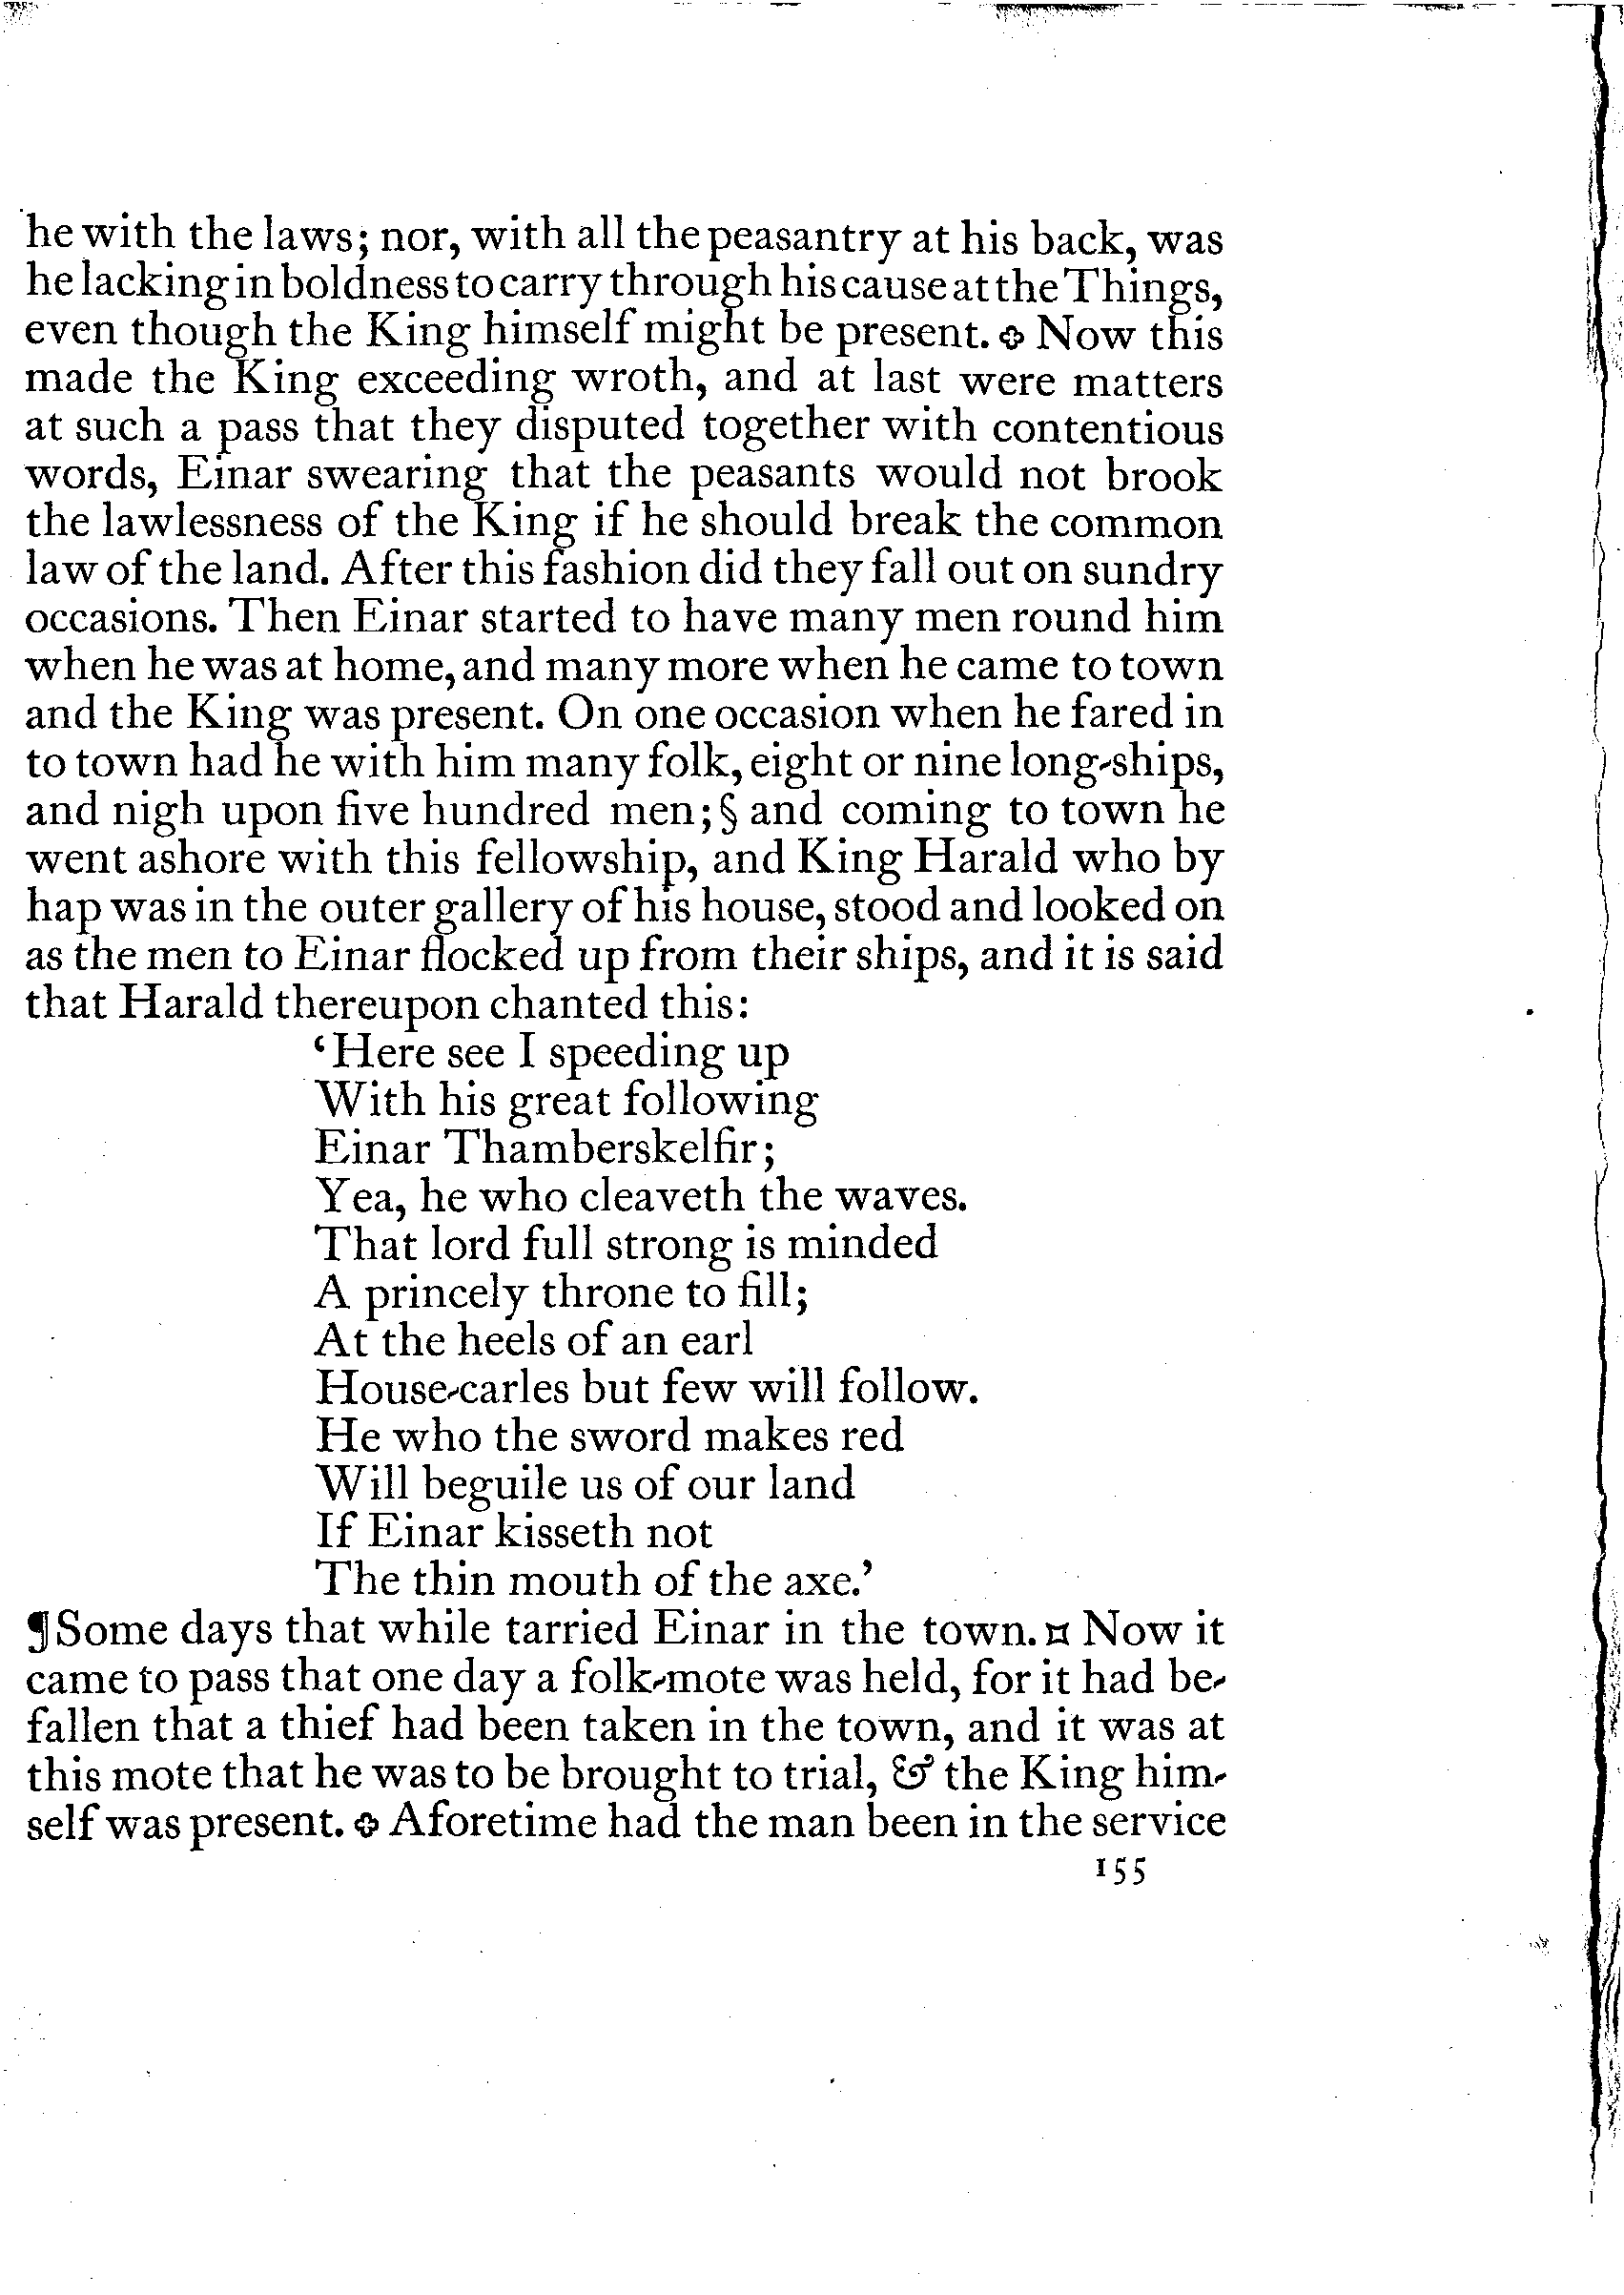 he with the laws; nor, with all the peasantry at his back, was
he lacking in boldness to carry through his cause at the Things,
even though the King himself might be present. ✥ Now this
made the King exceeding wroth, and at last were matters
at such a pass that they disputed together with contentious
words, Einar swearing that the peasants would not brook
the lawlessness of the King if he should break the common
law of the land. After this fashion did they fall out on sundry
occasions. Then Einar started to have many men round him
when he was at home, and many more when he came to town
and the King was present. On one occasion when he fared in
to town had he with him many folk, eight or nine long-ships,
and nigh upon five hundred men; § and coming to town he
went ashore with this fellowship, and King Harald who by
hap was in the outer gallery of his house, stood and looked on
as the men to Einar flocked up from their ships, and it is said
that Harald thereupon chanted this:
‘Here see I speeding up
With his great following
Einar Thamberskelfir;
Yea, he who cleaveth the waves.
That lord full strong is minded
A princely throne to fill;
At the heels of an earl
House-carles but few will follow.
He who the sword makes red
Will beguile us of our land
If Einar kisseth not
The thin mouth of the axe.’
¶ Some days that while tarried Einar in the town. ¤ Now it
came to pass that one day a folk-mote was held, for it had be-
fallen that a thief had been taken in the town, and it was at
this mote that he was to be brought to trial, & the King him-
self was present. ✥ Aforetime had the man been in the service
155